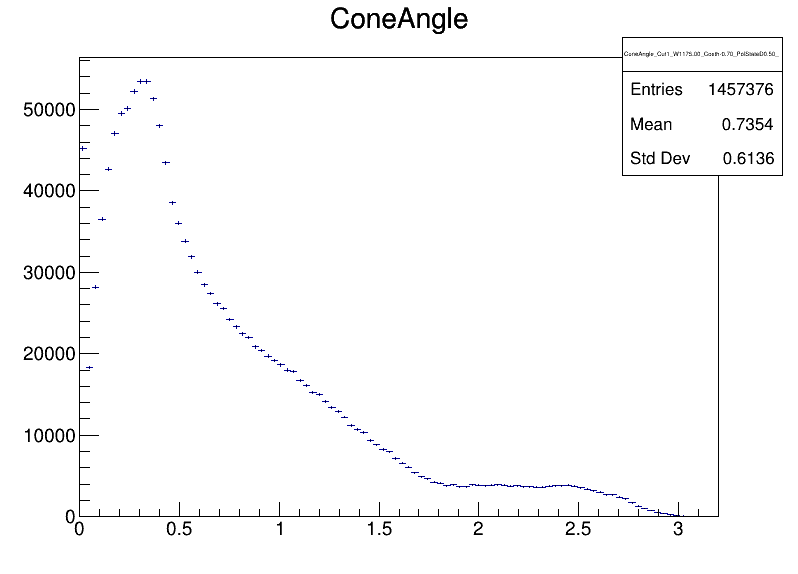 ConeAngle
ConeAngle_Cut1_W1175.00_Costh-0.70_PolStateD0.50_
Entries 1457376
Mean 0.7354
Std Dev 0.6136
50000
40000
30000
20000
10000
0
0 0.5 1 1.5 2 2.5 3